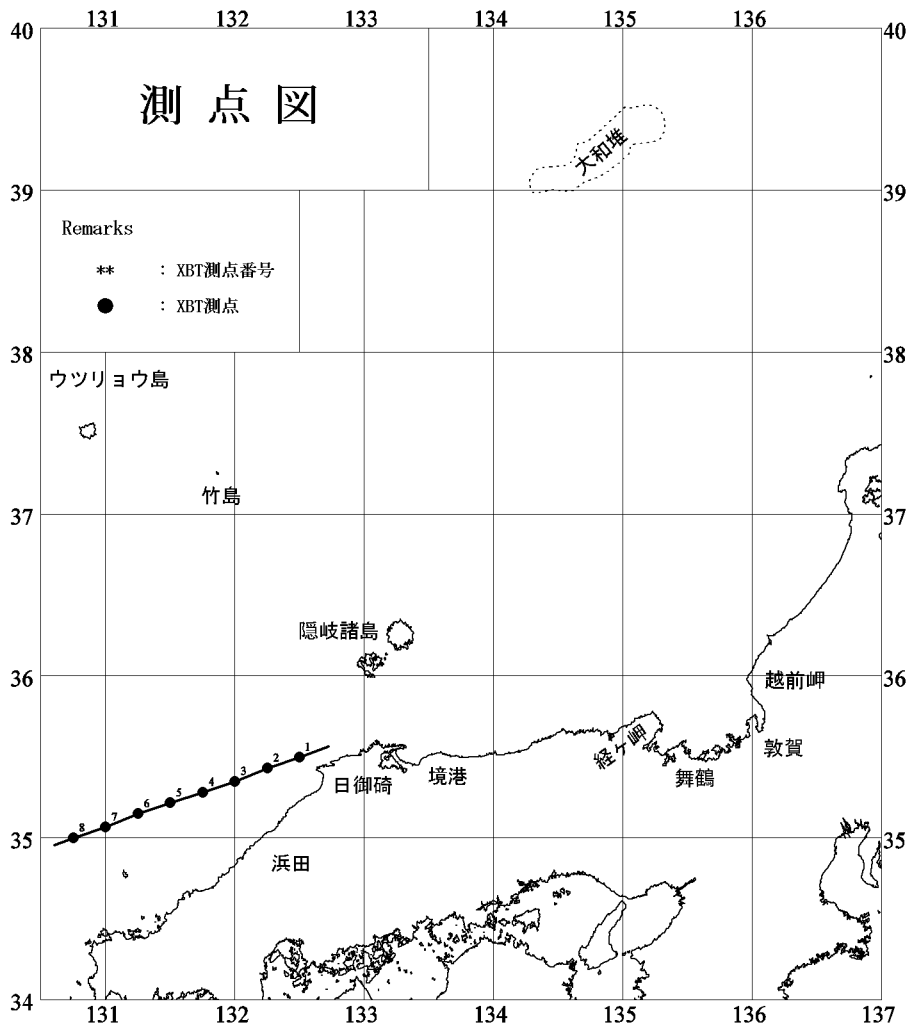 131 132 133 134 135 136
40 40
測 点 図
大和堆
39 39
Remarks
** : XBT測点番号
● : XBT測点
38 38
ウツリョウ島
竹島
37 37
隠岐諸島
36 36
越前岬
経ヶ岬
敦賀
舞鶴
境港
日御碕
1
2
3
4
5
6
7
8
35 35
浜田
34
131 132 133 134 135 136 137